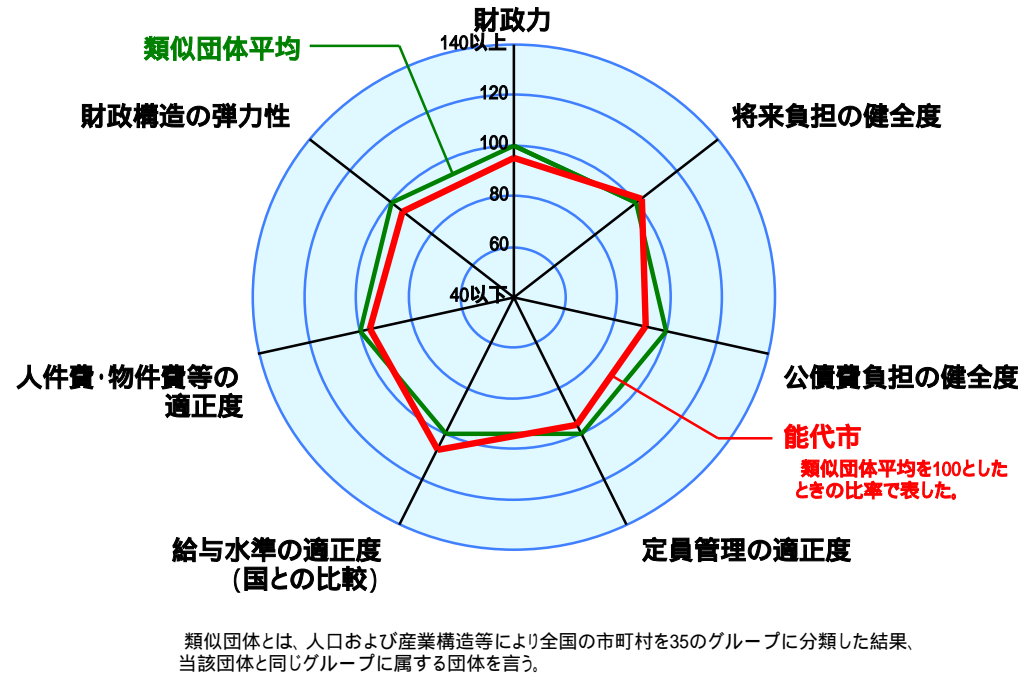 財政力
140以上
類似団体平均
120
財政構造の弾力性
将来負担の健全度
100
80
60
40以下
人件費・物件費等の
適正度
公債費負担の健全度
能代市
類似団体平均を100とした
ときの比率で表した。
給与水準の適正度
(国との比較)
定員管理の適正度
類似団体とは、人口および産業構造等により全国の市町村を35のグループに分類した結果、
当該団体と同じグループに属する団体を言う。